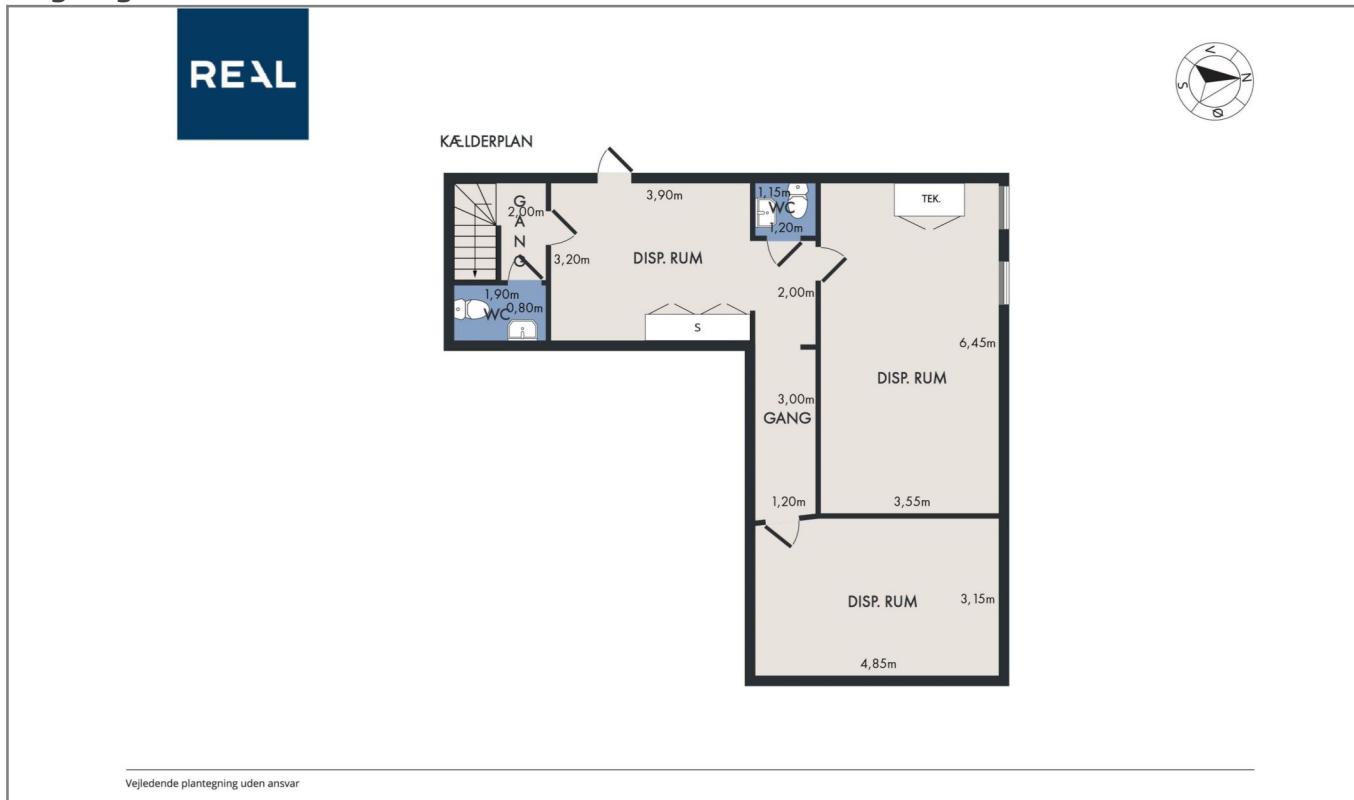 REAL
V
N
S
Ø
KÆLDERPLAN
GANG
2,00m
3,90m
1,15m
WC
1,20m
TEK.
3,20m
DISP. RUM
1,90m
0,80m
WC
2,00m
S
6,45m
DISP. RUM
3,00m
GANG
1,20m
3,55m
DISP. RUM
3,15m
4,85m
Vejledende plantegning uden ansvar